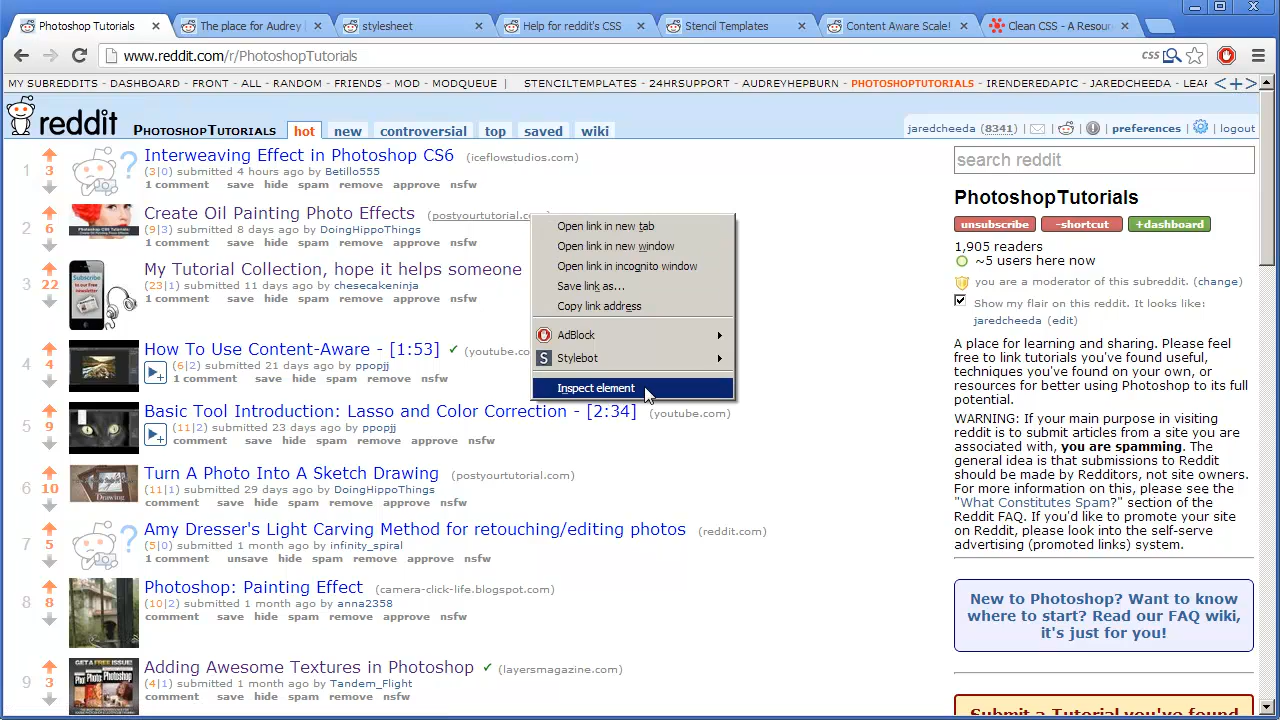 Photoshop Tutorials
The place for Audrey
stylesheet
Help for reddit's CSS
Stencil Templates
Content Aware Scale!
Clean CSS - A Resour
www.reddit.com/r/PhotoshopTutorials
CSS
MY SUBREDDITS - DASHBOARD - FRONT - ALL - RANDOM - FRIENDS - MOD - MODQUEUE | STENCILTEMPLATES - 24HRSUPPORT - AUDREYHEPBURN - PHOTOSHOPTUTORIALS - IRENDEREDAPIC - JAREDCHEEDA - LEAF <+>
reddit PHOTOSHOPTUTORIALS hot new controversial top saved wiki
jaredcheeda (8341) | | | | preferences | | logout
1 Interweaving Effect in Photoshop CS6 (iceflowstudios.com)
3 (3|0) submitted 4 hours ago by Betillo555
1 comment save hide spam remove approve nsfw
2 Create Oil Painting Photo Effects (postyourtutorial.c
6 (9|3) submitted 8 days ago by DoingHippoThings
1 comment save hide spam remove approve nsfw
3 My Tutorial Collection, hope it helps someone
22 (23|1) submitted 11 days ago by chesecakeninja
1 comment save hide spam remove approve nsfw
4 How To Use Content-Aware - [1:53] ✓ (youtube.co
4 (6|2) submitted 21 days ago by ppopjj
1 comment save hide spam remove approve nsfw
5 Basic Tool Introduction: Lasso and Color Correction - [2:34] (youtube.com)
9 (11|2) submitted 23 days ago by ppopjj
comment save hide spam remove approve nsfw
6 Turn A Photo Into A Sketch Drawing (postyourtutorial.com)
10 (11|1) submitted 29 days ago by DoingHippoThings
comment save hide spam remove approve nsfw
7 Amy Dresser's Light Carving Method for retouching/editing photos (reddit.com)
5 (5|0) submitted 1 month ago by infinity_spiral
1 comment unsave hide spam remove approve nsfw
8 Photoshop: Painting Effect (camera-click-life.blogspot.com)
8 (10|2) submitted 1 month ago by anna2358
comment save hide spam remove approve nsfw
9 Adding Awesome Textures in Photoshop ✓ (layersmagazine.com)
3 (4|1) submitted 1 month ago by Tandem_Flight
comment save hide spam remove approve nsfw
Open link in new tab
Open link in new window
Open link in incognito window
Save link as...
Copy link address
AdBlock
Stylebot
Inspect element
search reddit
PhotoshopTutorials
unsubscribe -shortcut +dashboard
1,905 readers
~5 users here now
you are a moderator of this subreddit. (change)
Show my flair on this reddit. It looks like:
jaredcheeda (edit)
A place for learning and sharing. Please feel
free to link tutorials you've found useful,
techniques you've found on your own, or
resources for better using Photoshop to its full
potential.
WARNING: If your main purpose in visiting
reddit is to submit articles from a site you are
associated with, you are spamming. The
general idea is that submissions to Reddit
should be made by Redditors, not site owners.
For more information on this, please see the
"What Constitutes Spam?" section of the
Reddit FAQ. If you'd like to promote your site
on Reddit, please look into the self-serve
advertising (promoted links) system.
New to Photoshop? Want to know
where to start? Read our FAQ wiki,
it's just for you!
Submit a Tutorial you've found